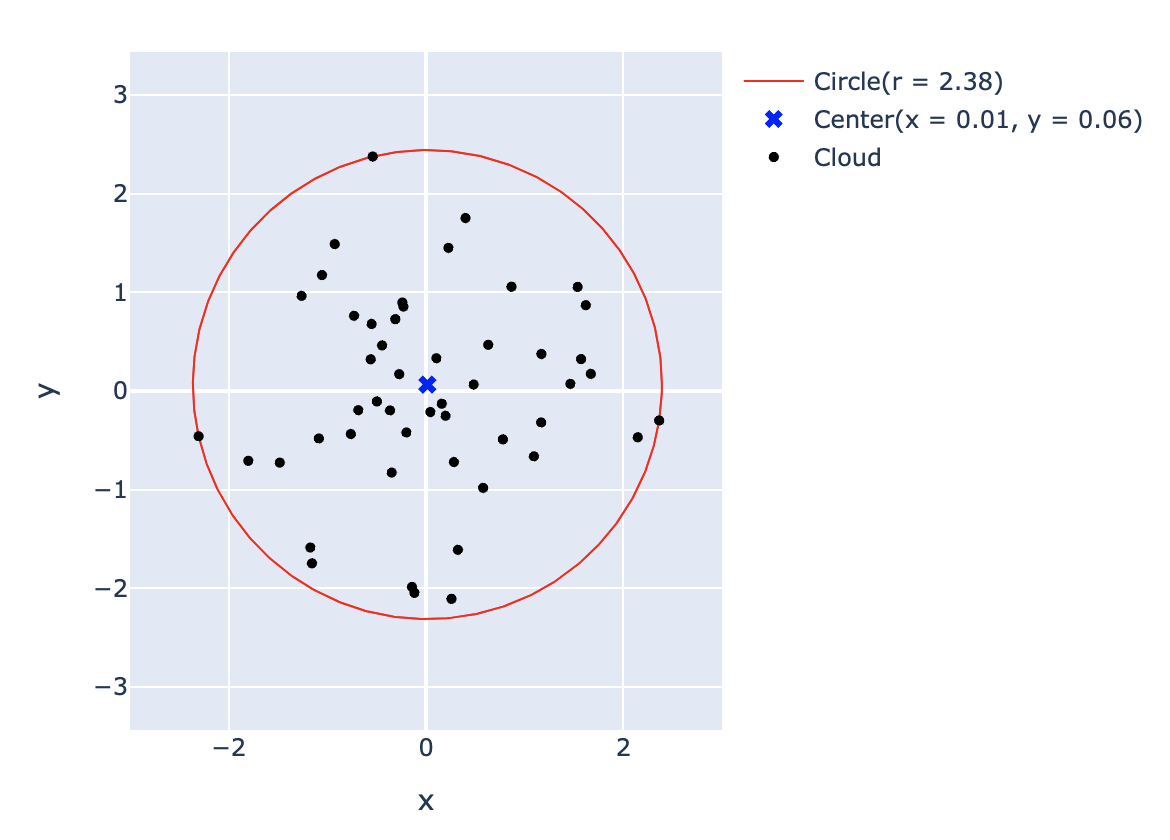 Circle(r = 2.38)
Center(x = 0.01, y = 0.06)
Cloud
3
2
1
0
−1
−2
−3
y
−2 0 2
x